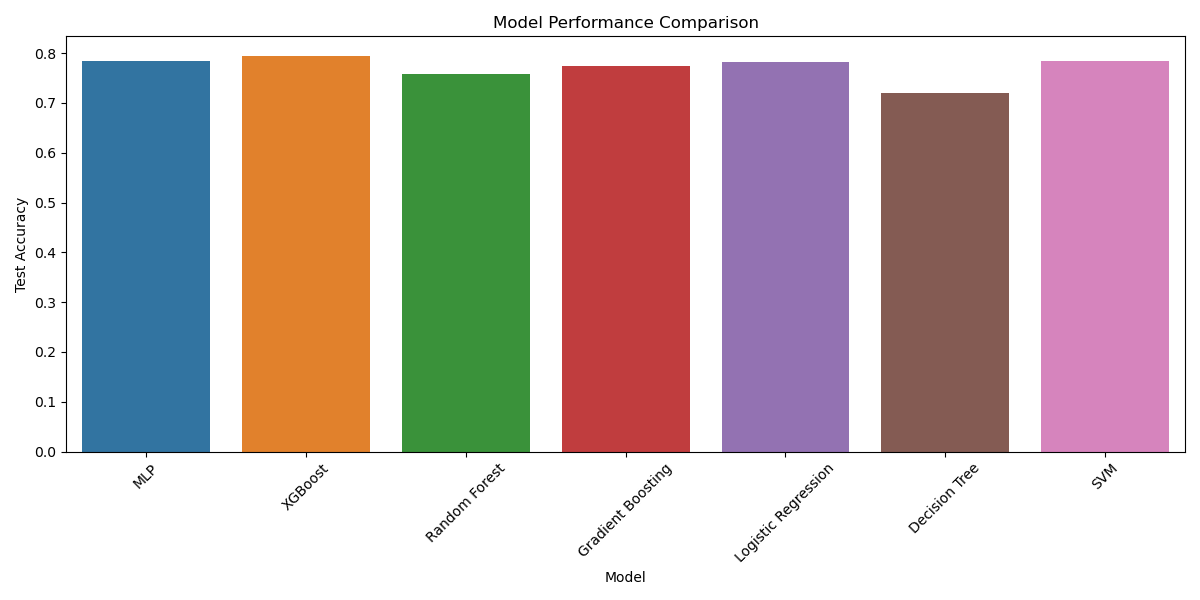 Model Performance Comparison
Test Accuracy
0.8
0.7
0.6
0.5
0.4
0.3
0.2
0.1
0.0
MLP
XGBoost
Random Forest
Gradient Boosting
Logistic Regression
Decision Tree
SVM
Model